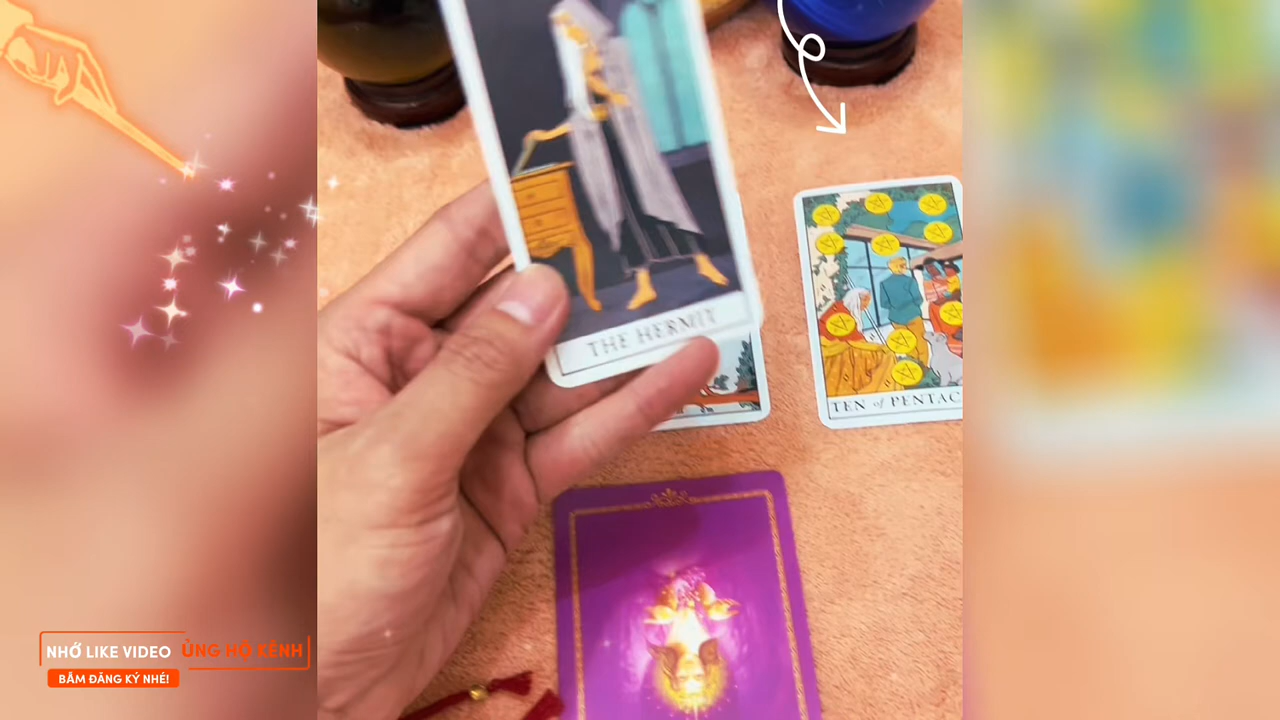 THE HERMIT
TEN of PENTAC
NHỚ LIKE VIDEO ỦNG HỘ KÊNH
BẤM ĐĂNG KÝ NHÉ!